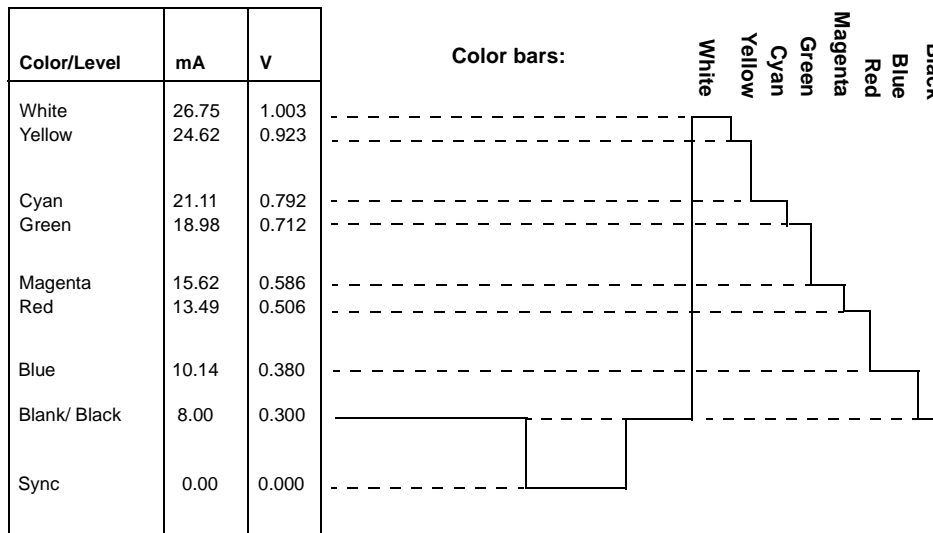 Color/Level mA V
White 26.75 1.003
Yellow 24.62 0.923
Cyan 21.11 0.792
Green 18.98 0.712
Magenta 15.62 0.586
Red 13.49 0.506
Blue 10.14 0.380
Blank/ Black 8.00 0.300
Sync 0.00 0.000
Color bars:
White
Yellow
Cyan
Green
Magenta
Red
Blue
Black